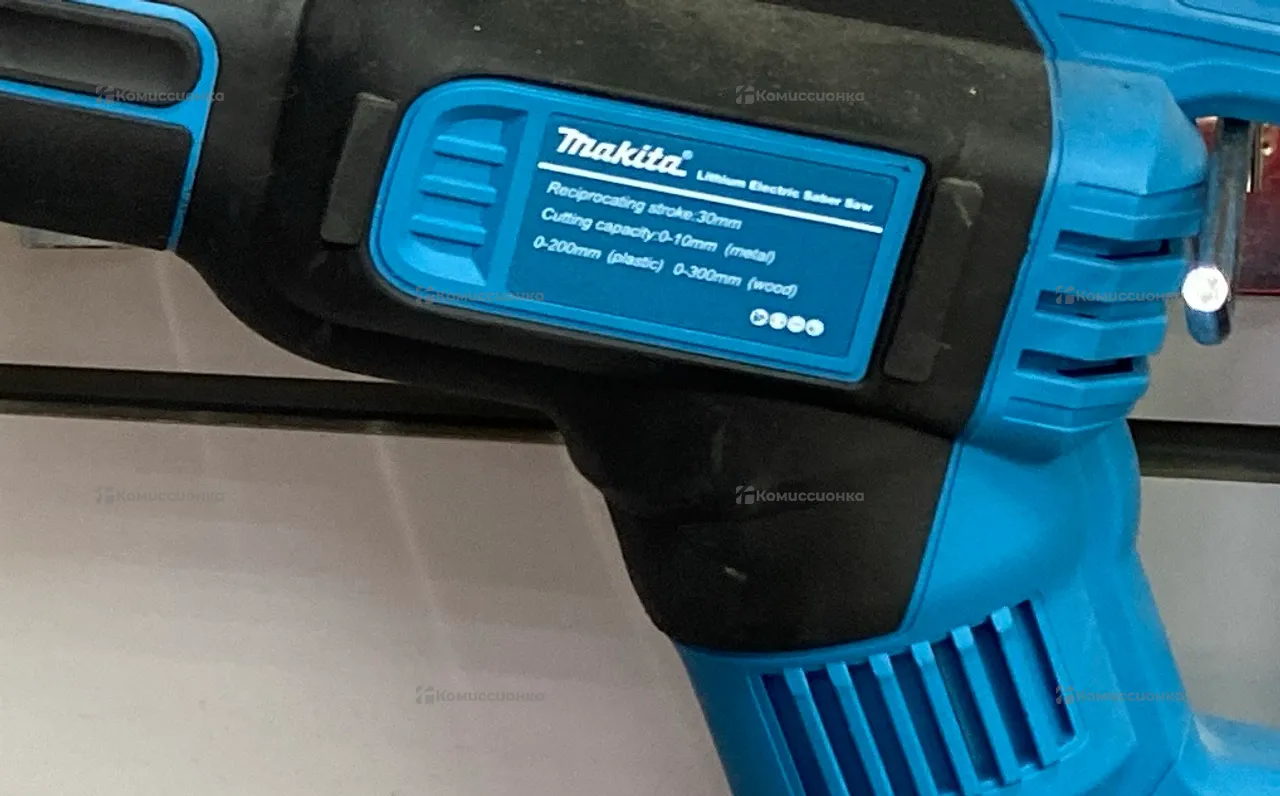 Makita® Lithium Electric Saber Saw
Reciprocating stroke:30mm
Cutting capacity:0-10mm (metal)
0-200mm (plastic) 0-300mm (wood)
Комиссионка
Комиссионка
Комиссионка
Комиссионка
Комиссионка
Комиссионка
Комиссионка
Комиссионка